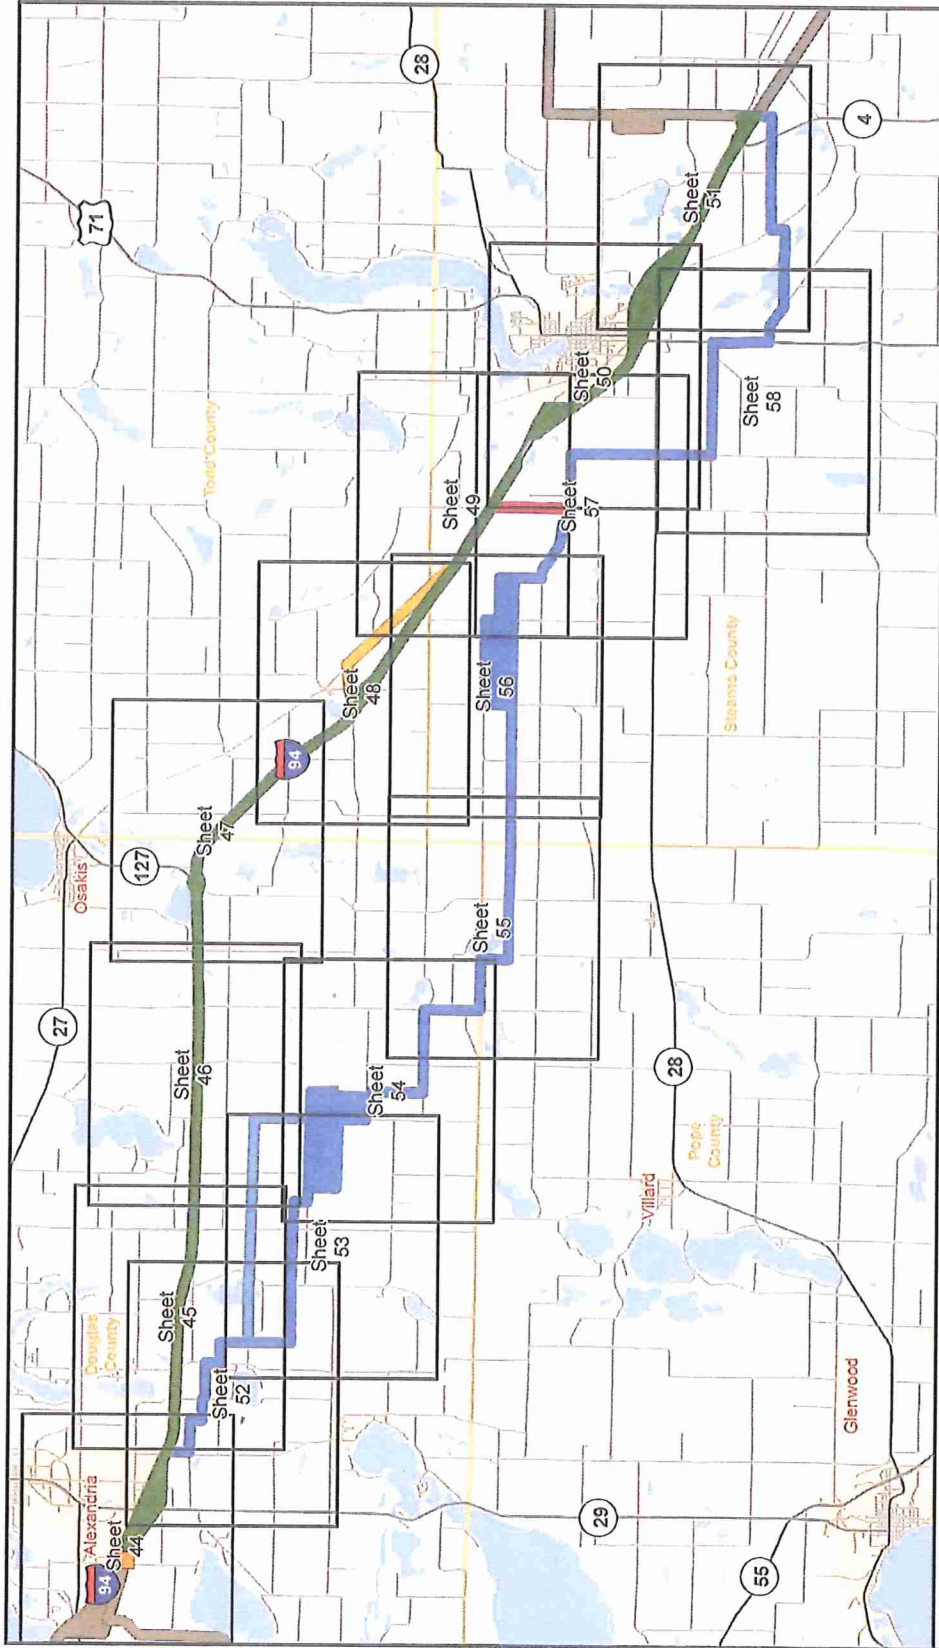 71
28
4
Todd County
Sheet
51
Sheet
50
Sheet
58
Sheet
49
Sheet
57
Sheet
48
94
Sheet
56
Stearns County
Sheet
47
127
Osakis
Sheet
55
27
Sheet
46
Sheet
54
28
Pope
County
Villard
Sheet
53
Sheet
45
Douglas
County
Sheet
52
Glenwood
Alexandria
Sheet
44
94
29
55